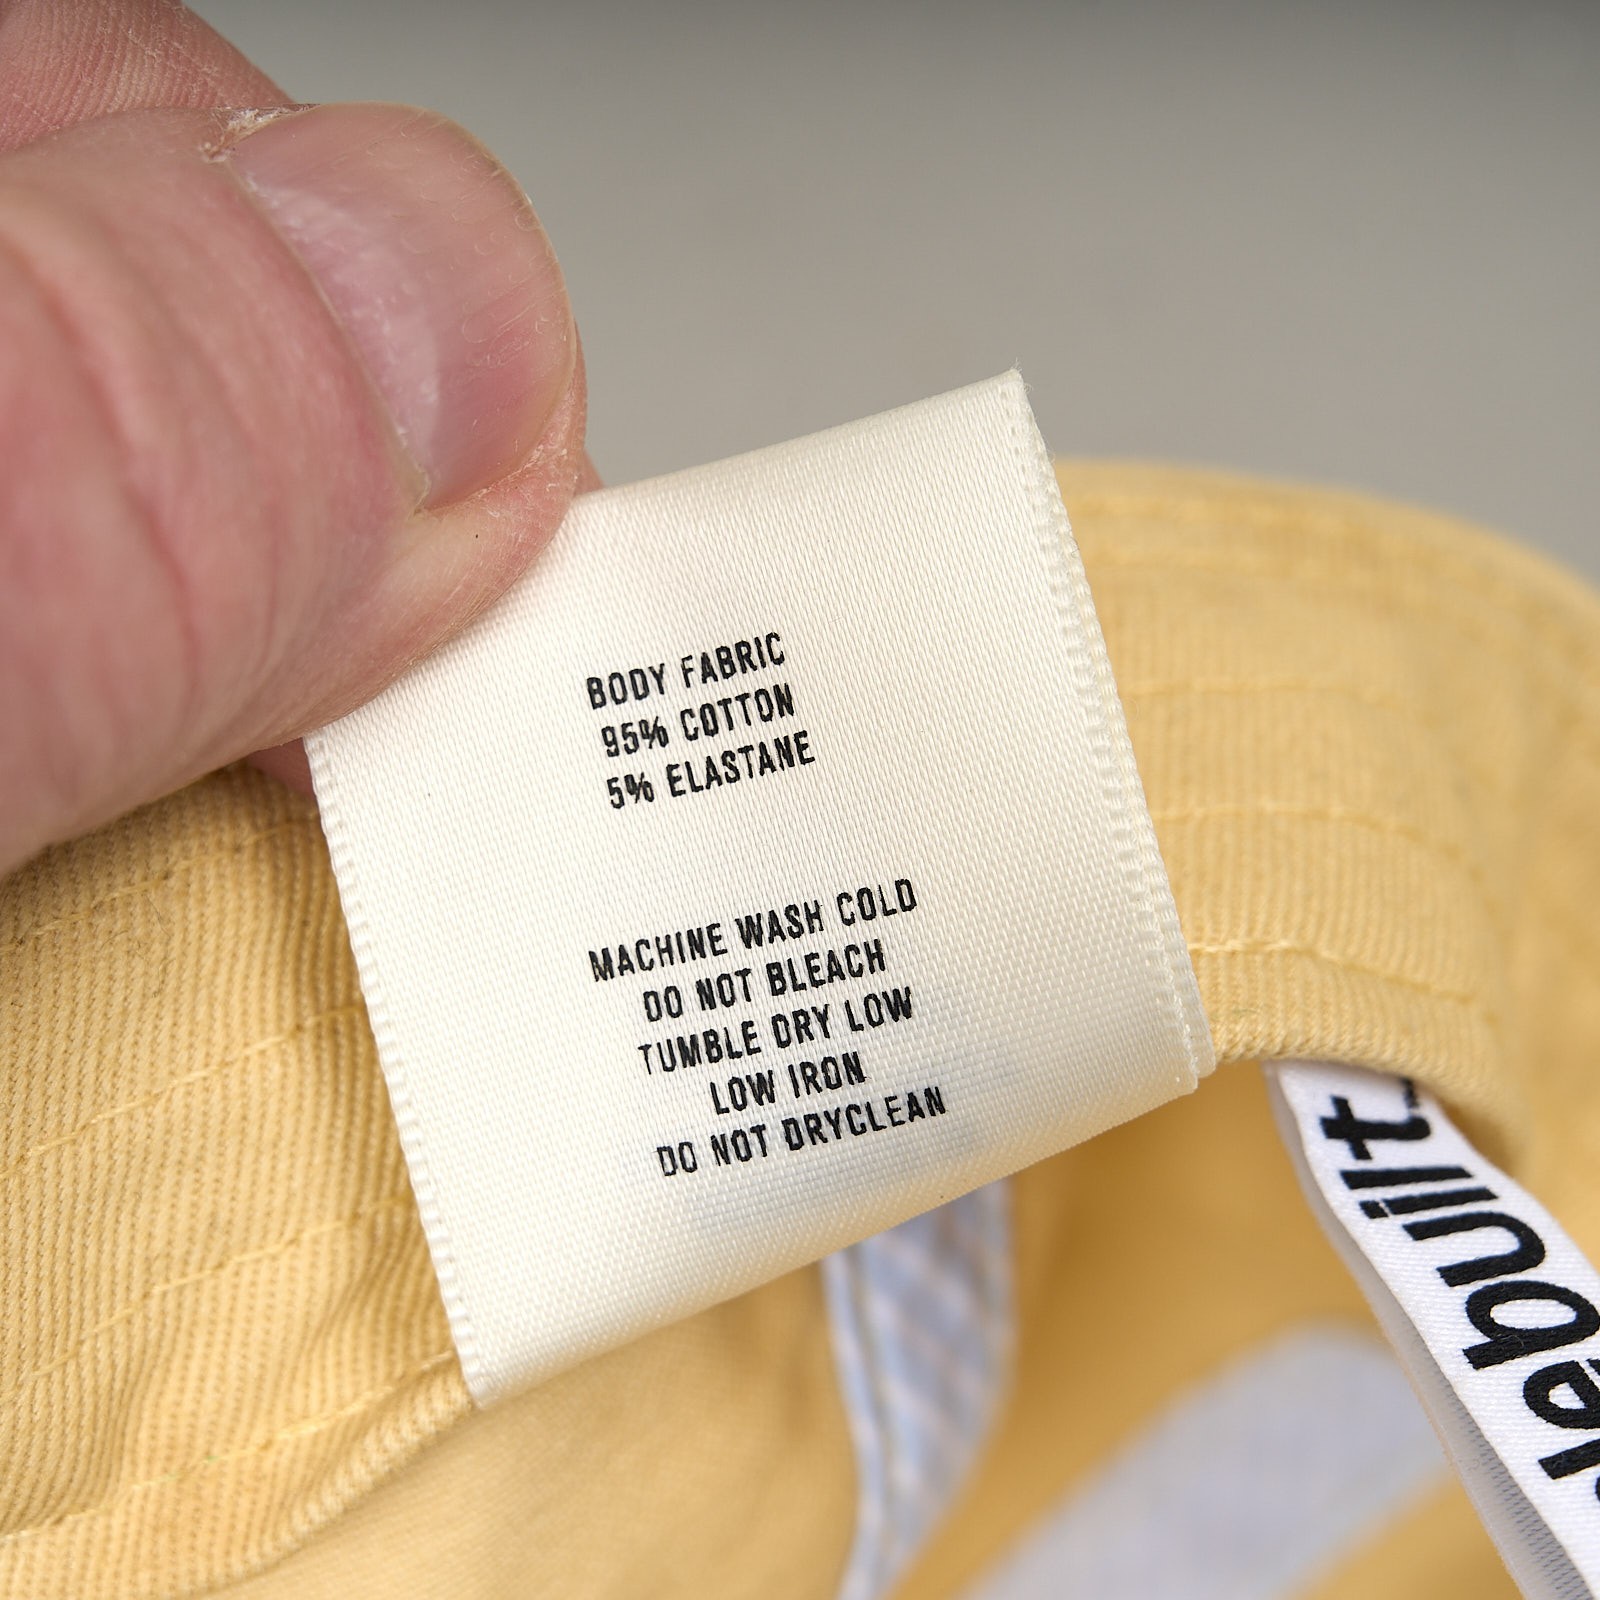 BODY FABRIC
95% COTTON
5% ELASTANE
MACHINE WASH COLD
DO NOT BLEACH
TUMBLE DRY LOW
LOW IRON
DO NOT DRYCLEAN